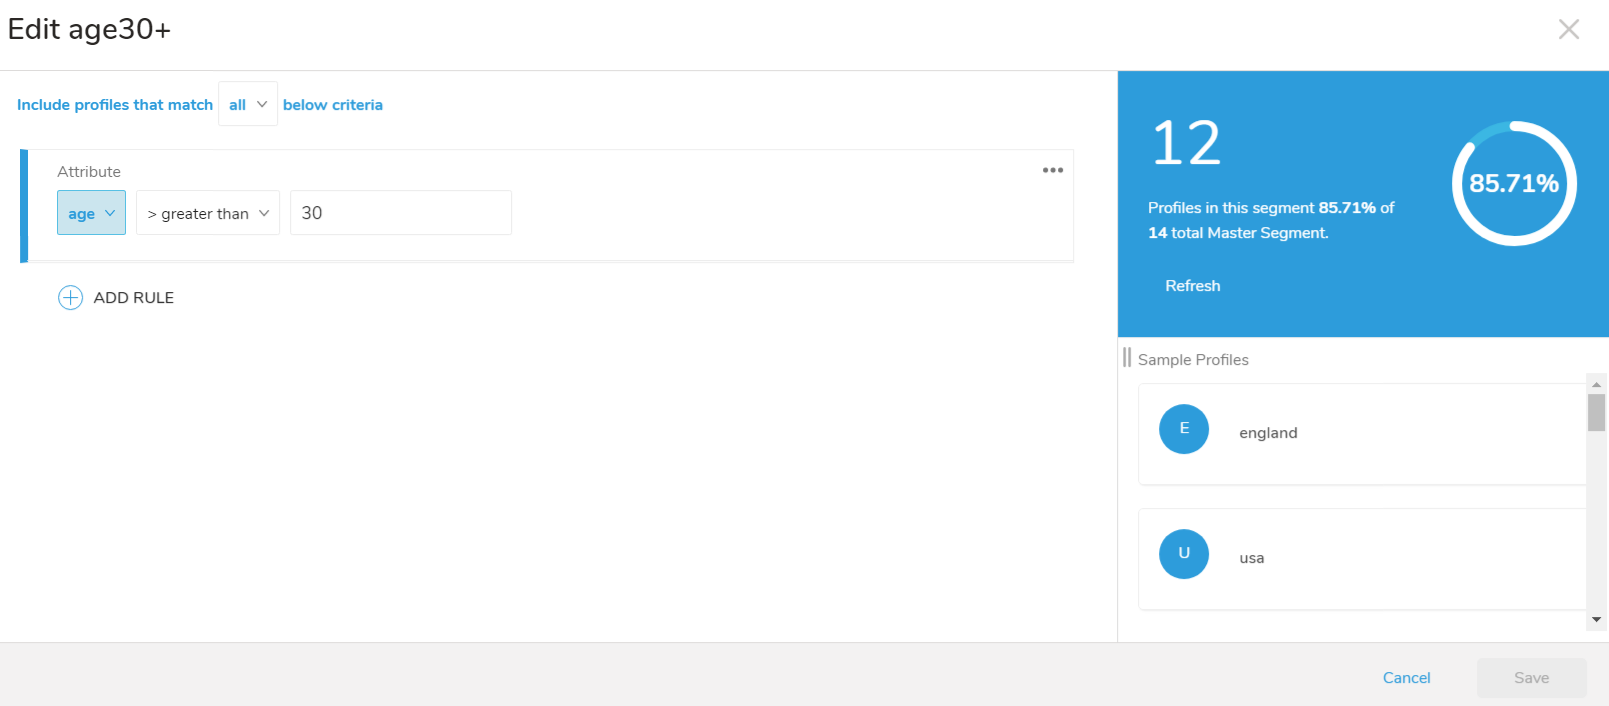 Edit age30+
Include profiles that match all below criteria
Attribute
age > greater than 30
ADD RULE
12
85.71%
Profiles in this segment 85.71% of
14 total Master Segment.
Refresh
Sample Profiles
E england
U usa
Cancel Save